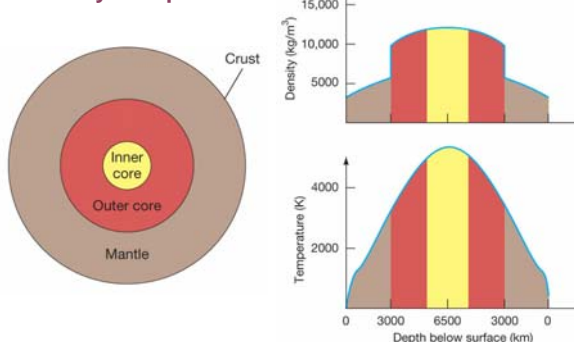 Crust
Inner
core
Outer core
Mantle
Density (kg/m³)
15,000
10,000
5000
Temperature (K)
4000
2000
0 3000 6500 3000 0
Depth below surface (km)